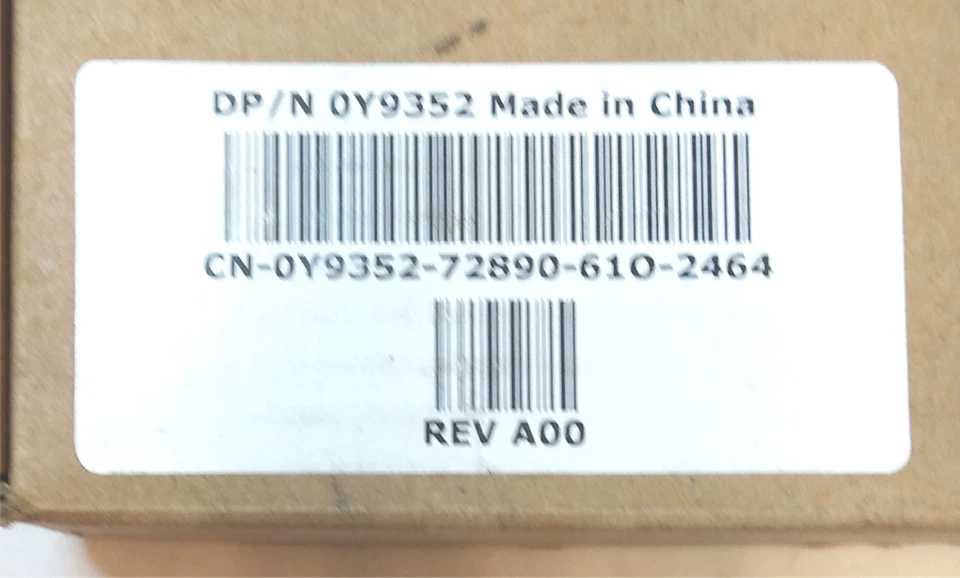 DP/N 0Y9352 Made in China
CN-0Y9352-72890-61O-2464
REV A00